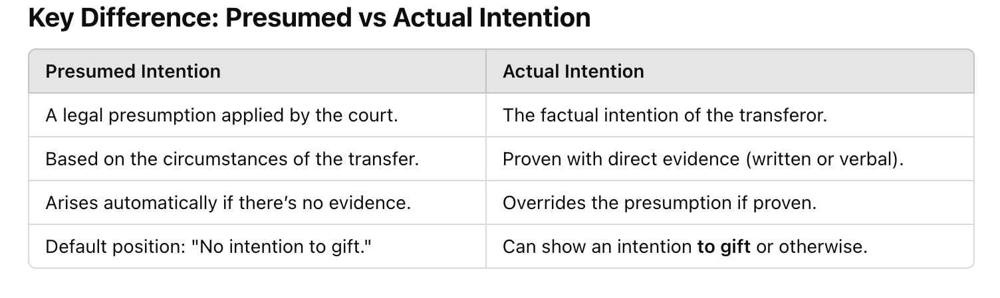 Key Difference: Presumed vs Actual Intention
Presumed Intention
Actual Intention
A legal presumption applied by the court.
The factual intention of the transferor.
Based on the circumstances of the transfer.
Proven with direct evidence (written or verbal).
Arises automatically if there’s no evidence.
Overrides the presumption if proven.
Default position: "No intention to gift."
Can show an intention to gift or otherwise.